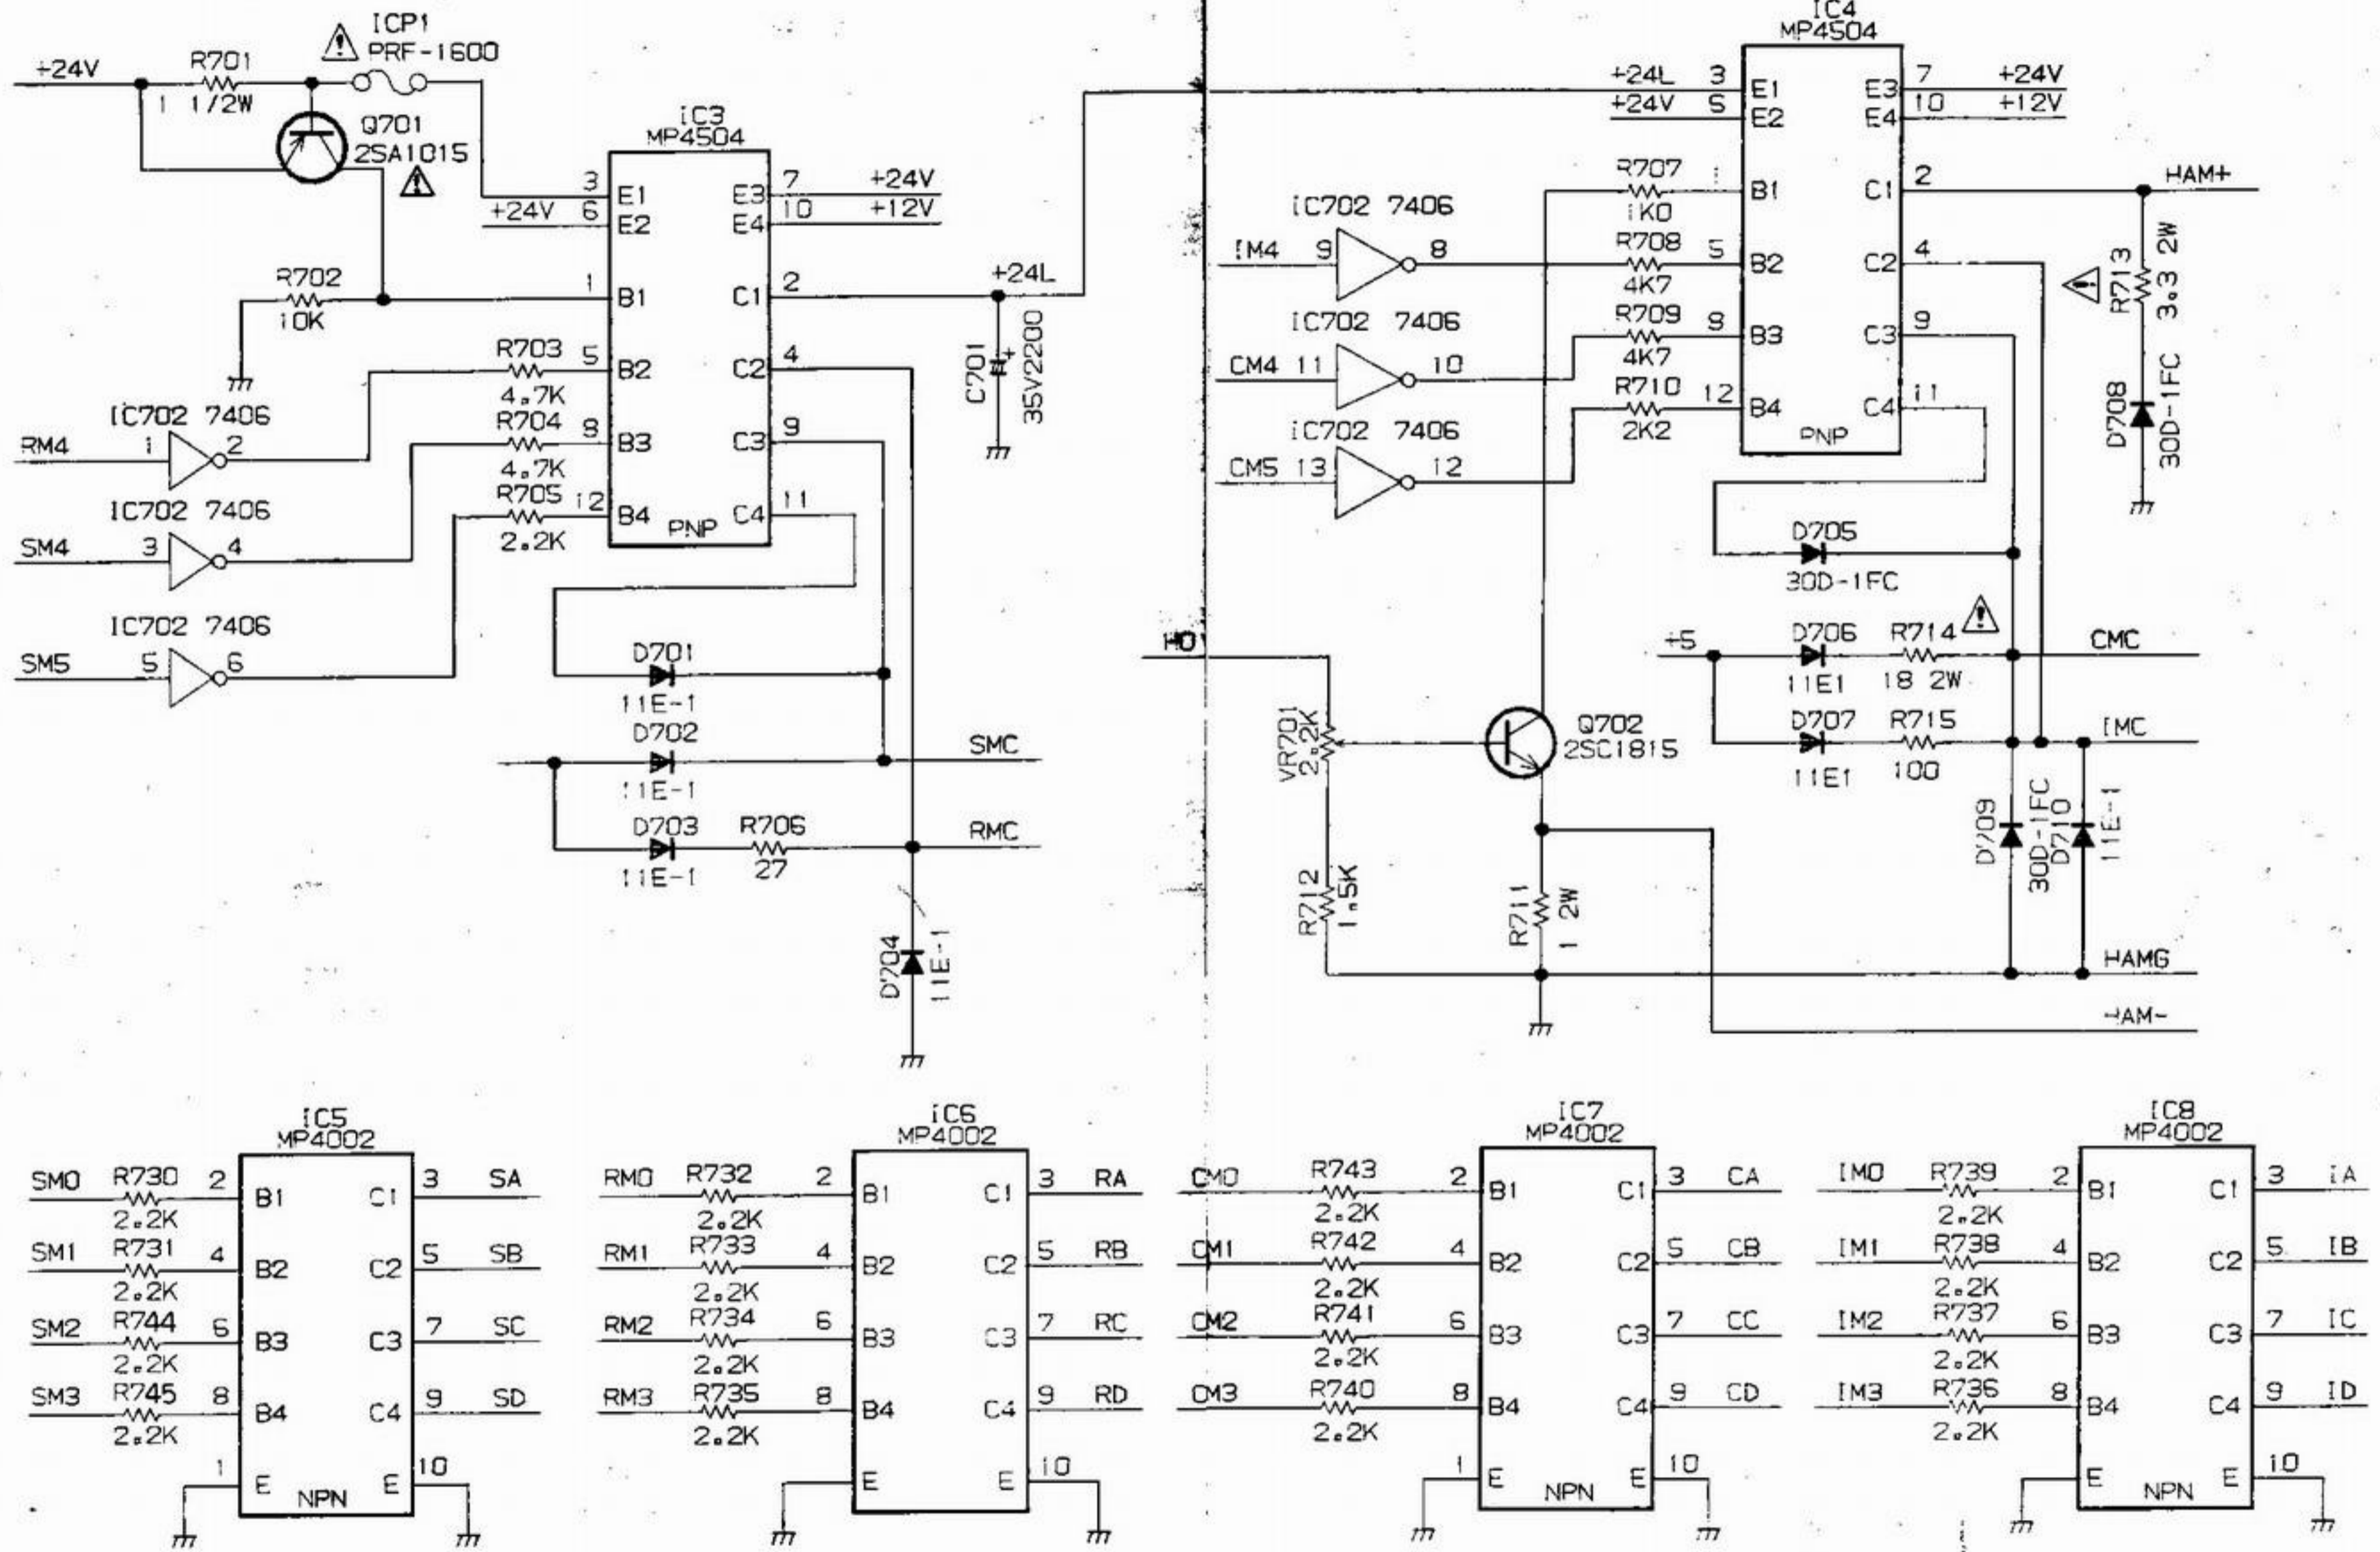 ICP1
PRF-1600
+24V
R701
1 1/2W
Q701
2SA1015
IC3
MP4504
3 E1
+24V 6 E2
E3 7 +24V
E4 10 +12V
R702
10K
1 B1
C1 2
+24L
C701
35V2200
R703 5 B2
4.7K
C2 4
R704 8 B3
4.7K
C3 9
R705 12 B4
2.2K
C4 11
PNP
IC702 7406
RM4 1 2
IC702 7406
SM4 3 4
IC702 7406
SM5 5 6
D701
11E-1
D702
11E-1
SMC
D703
11E-1
R706
27
RMC
D704
11E-1
IC4
MP4504
+24L 3 E1
+24V 6 E2
E3 7 +24V
E4 10 +12V
R707 B1
1K0
C1 2 HAM+
IC702 7406
IM4 9 8
R708 5 B2
4K7
C2 4
IC702 7406
CM4 11 10
R709 8 B3
4K7
C3 9
IC702 7406
CM5 13 12
R710 12 B4
2K2
C4 11
PNP
R713
3.3 2W
D708
30D-1FC
D705
30D-1FC
+5
D706
11E1
R714
18 2W
CMC
D707
11E1
R715
100
IMC
HO
VR701
2.2K
Q702
2SC1815
R712
1.5K
R711
1 2W
D709
30D-1FC
D710
11E-1
HAMG
HAM-
IC5
MP4002
SM0 R730 2 B1 C1 3 SA
2.2K
SM1 R731 4 B2 C2 5 SB
2.2K
SM2 R744 6 B3 C3 7 SC
2.2K
SM3 R745 8 B4 C4 9 SD
2.2K
1 E NPN E 10
IC6
MP4002
RM0 R732 2 B1 C1 3 RA
2.2K
RM1 R733 4 B2 C2 5 RB
2.2K
RM2 R734 6 B3 C3 7 RC
2.2K
RM3 R735 8 B4 C4 9 RD
2.2K
E E 10
IC7
MP4002
CM0 R743 2 B1 C1 3 CA
2.2K
CM1 R742 4 B2 C2 5 CB
2.2K
CM2 R741 6 B3 C3 7 CC
2.2K
CM3 R740 8 B4 C4 9 CD
2.2K
1 E NPN E 10
IC8
MP4002
IM0 R739 2 B1 C1 3 IA
2.2K
IM1 R738 4 B2 C2 5 IB
2.2K
IM2 R737 6 B3 C3 7 IC
2.2K
IM3 R736 8 B4 C4 9 ID
2.2K
E NPN E 10